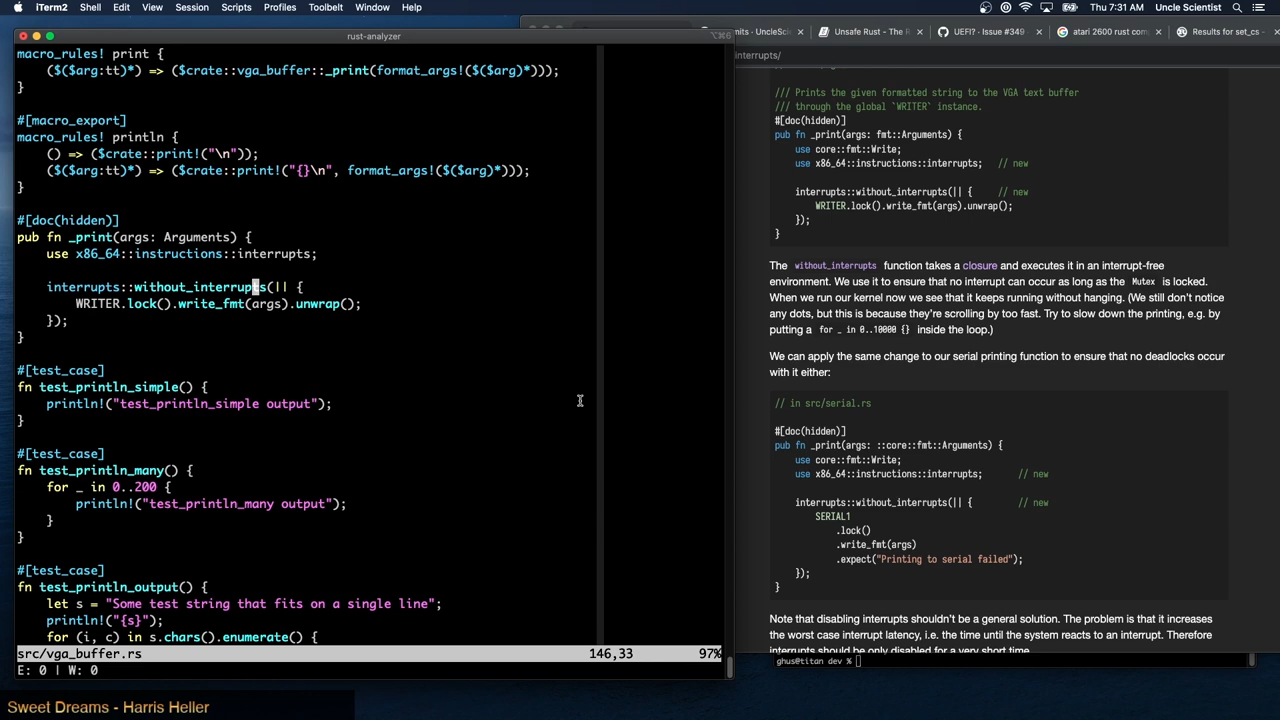 iTerm2 Shell Edit View Session Scripts Profiles Toolbelt Window Help
Thu 7:31 AM Uncle Scientist
rust-analyzer
⌥⌘6
macro_rules! print {
    ($($arg:tt)*) => ($crate::vga_buffer::_print(format_args!($($arg)*)));
}
#[macro_export]
macro_rules! println {
    () => ($crate::print!("\n"));
    ($($arg:tt)*) => ($crate::print!("{}\n", format_args!($($arg)*)));
}
#[doc(hidden)]
pub fn _print(args: Arguments) {
    use x86_64::instructions::interrupts;
    interrupts::without_interrupts(|| {
        WRITER.lock().write_fmt(args).unwrap();
    });
}
#[test_case]
fn test_println_simple() {
    println!("test_println_simple output");
}
#[test_case]
fn test_println_many() {
    for _ in 0..200 {
        println!("test_println_many output");
    }
}
#[test_case]
fn test_println_output() {
    let s = "Some test string that fits on a single line";
    println!("{s}");
    for (i, c) in s.chars().enumerate() {
src/vga_buffer.rs 146,33 97%
E: 0 | W: 0
Sweet Dreams - Harris Heller
mits · UncleSci Unsafe Rust - The R UEFI? · Issue #349 atari 2600 rust comp Results for set_cs
interrupts/
/// Prints the given formatted string to the VGA text buffer
/// through the global `WRITER` instance.
#[doc(hidden)]
pub fn _print(args: fmt::Arguments) {
    use core::fmt::Write;
    use x86_64::instructions::interrupts;   // new
    interrupts::without_interrupts(|| {     // new
        WRITER.lock().write_fmt(args).unwrap();
    });
}
The without_interrupts function takes a closure and executes it in an interrupt-free
environment. We use it to ensure that no interrupt can occur as long as the Mutex is locked.
When we run our kernel now we see that it keeps running without hanging. (We still don't notice
any dots, but this is because they're scrolling by too fast. Try to slow down the printing, e.g. by
putting a for _ in 0..10000 {} inside the loop.)
We can apply the same change to our serial printing function to ensure that no deadlocks occur
with it either:
// in src/serial.rs
#[doc(hidden)]
pub fn _print(args: ::core::fmt::Arguments) {
    use core::fmt::Write;
    use x86_64::instructions::interrupts;       // new
    interrupts::without_interrupts(|| {         // new
        SERIAL1
            .lock()
            .write_fmt(args)
            .expect("Printing to serial failed");
    });
}
Note that disabling interrupts shouldn't be a general solution. The problem is that it increases
the worst case interrupt latency, i.e. the time until the system reacts to an interrupt. Therefore
interrupts should be only disabled for a very short time.
ghus@titan dev %